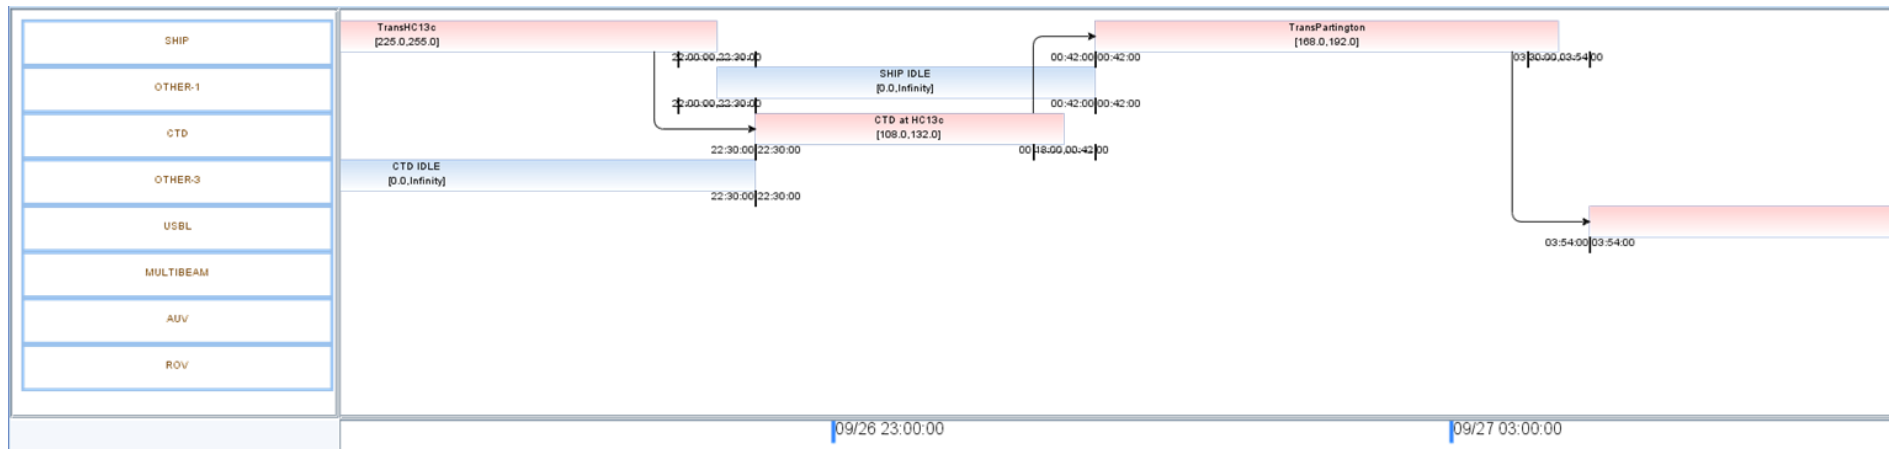 SHIP
OTHER-1
CTD
OTHER-3
USBL
MULTIBEAM
AUV
ROV
TransHC13c
[225.0,255.0]
22:00:00,22:30:00
SHIP IDLE
[0.0,Infinity]
22:00:00,22:30:00
00:42:00 00:42:00
TransPartington
[168.0,192.0]
03:30:00,03:54:00
00:42:00 00:42:00
CTD at HC13c
[108.0,132.0]
22:30:00 22:30:00
00:18:00,00:42:00
CTD IDLE
[0.0,Infinity]
22:30:00 22:30:00
03:54:00 03:54:00
09/26 23:00:00
09/27 03:00:00